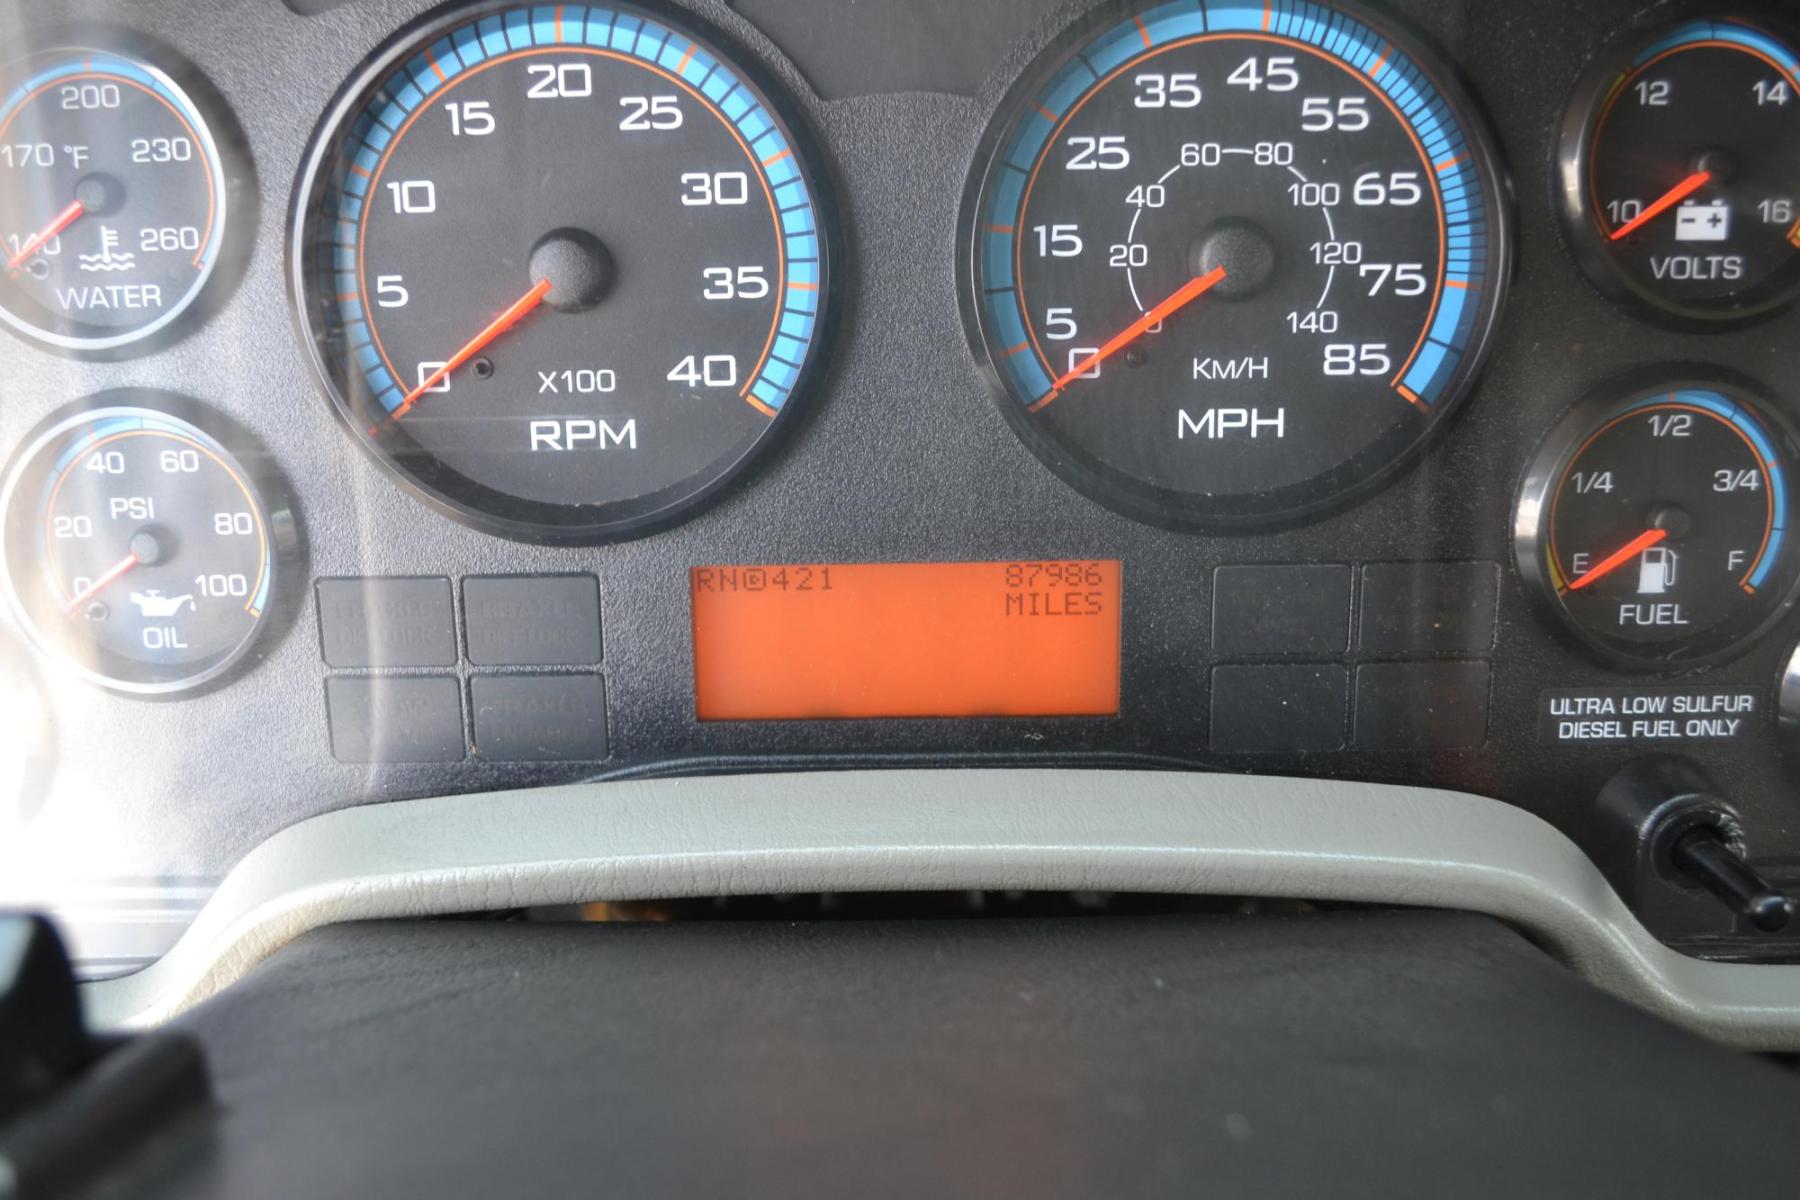 200
170 °F 230
140 260
WATER
20
15 25
10 30
5 35
0 40
X100
RPM
45
35 55
25 65
15 75
5 85
0
60 80
40 100
20 120
0 140
KM/H
MPH
12 14
10 16
VOLTS
40 60
PSI
20 80
0 100
OIL
1/2
1/4 3/4
E F
FUEL
87986
MILES
ULTRA LOW SULFUR
DIESEL FUEL ONLY